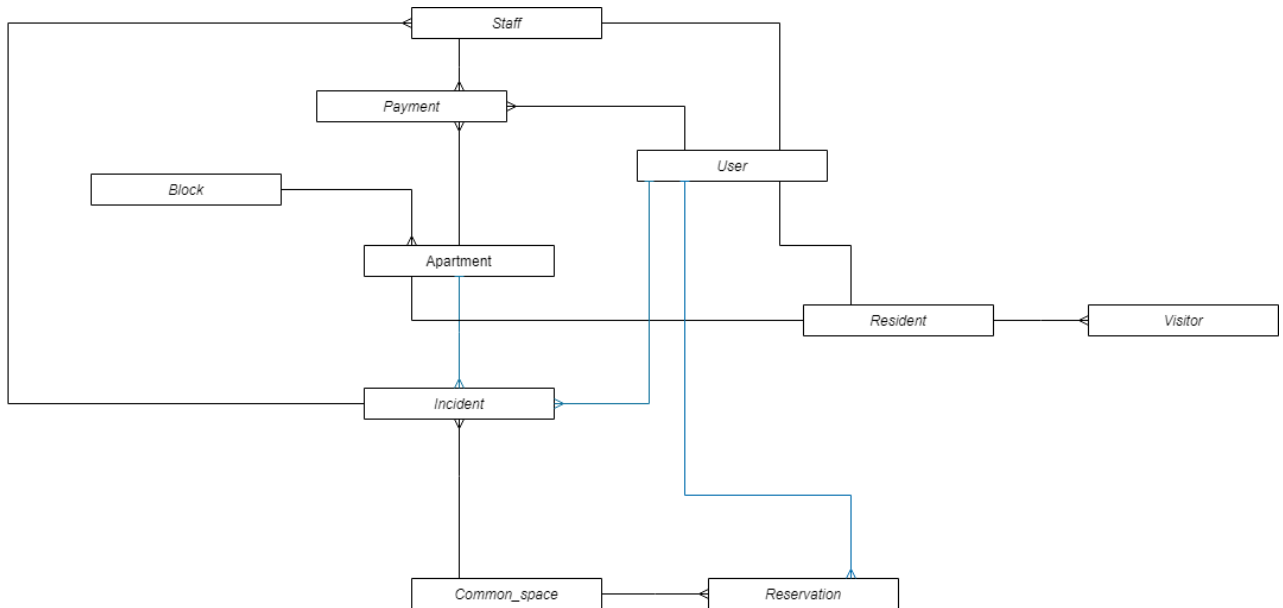 Staff
Payment
User
Block
Apartment
Resident
Visitor
Incident
Common_space
Reservation